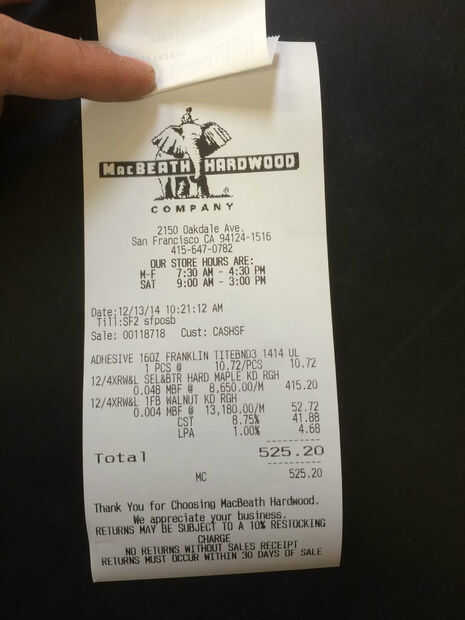 MACBEATH HARDWOOD
®
COMPANY
2150 Oakdale Ave.
San Francisco CA 94124-1516
415-647-0782
OUR STORE HOURS ARE:
M-F 7:30 AM - 4:30 PM
SAT 9:00 AM - 3:00 PM
Date:12/13/14 10:21:12 AM
Till:SF2 sfposb
Sale: 00118718 Cust: CASHSF
ADHESIVE 16OZ FRANKLIN TITEBND3 1414 UL
1 PCS @ 10.72/PCS 10.72
12/4XRW&L SEL&BTR HARD MAPLE KD RGH
0.048 MBF @ 8,650.00/M 415.20
12/4XRW&L 1FB WALNUT KD RGH
0.004 MBF @ 13,180.00/M 52.72
CST 8.75% 41.88
LPA 1.00% 4.68
Total 525.20
MC 525.20
Thank You for Choosing MacBeath Hardwood.
We appreciate your business.
RETURNS MAY BE SUBJECT TO A 10% RESTOCKING
CHARGE
NO RETURNS WITHOUT SALES RECEIPT
RETURNS MUST OCCUR WITHIN 30 DAYS OF SALE